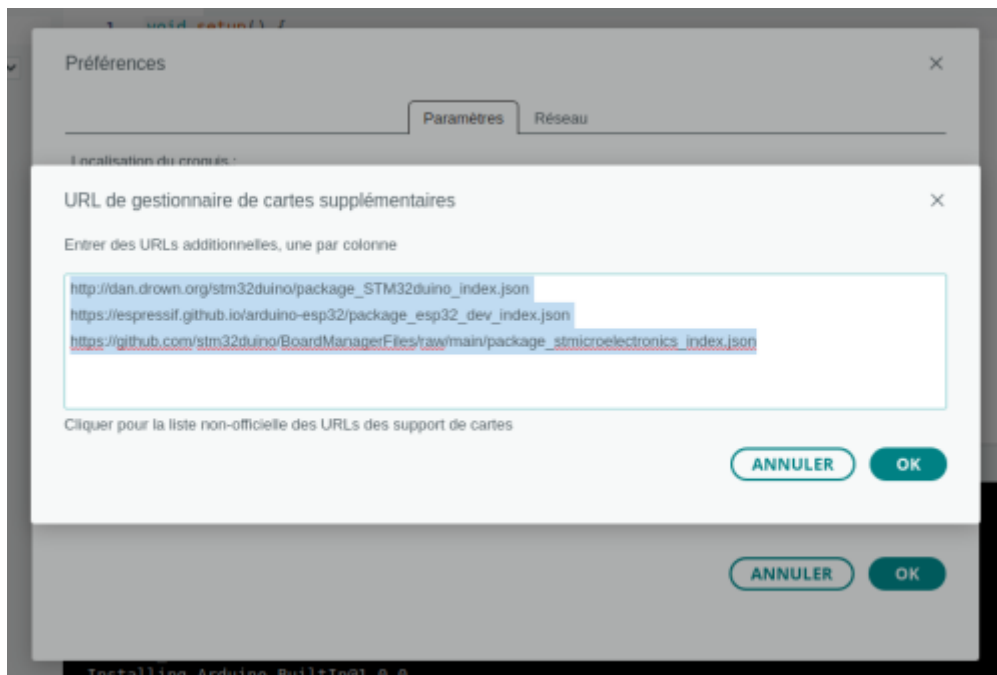 1 void setup() {
Préférences
Paramètres Réseau
Localisation du croquis :
URL de gestionnaire de cartes supplémentaires
Entrer des URLs additionnelles, une par colonne
http://dan.drown.org/stm32duino/package_STM32duino_index.json
https://espressif.github.io/arduino-esp32/package_esp32_dev_index.json
https://github.com/stm32duino/BoardManagerFiles/raw/main/package_stmicroelectronics_index.json
Cliquer pour la liste non-officielle des URLs des support de cartes
ANNULER OK
ANNULER OK
Installing Arduino_BuiltIn@1.0.0